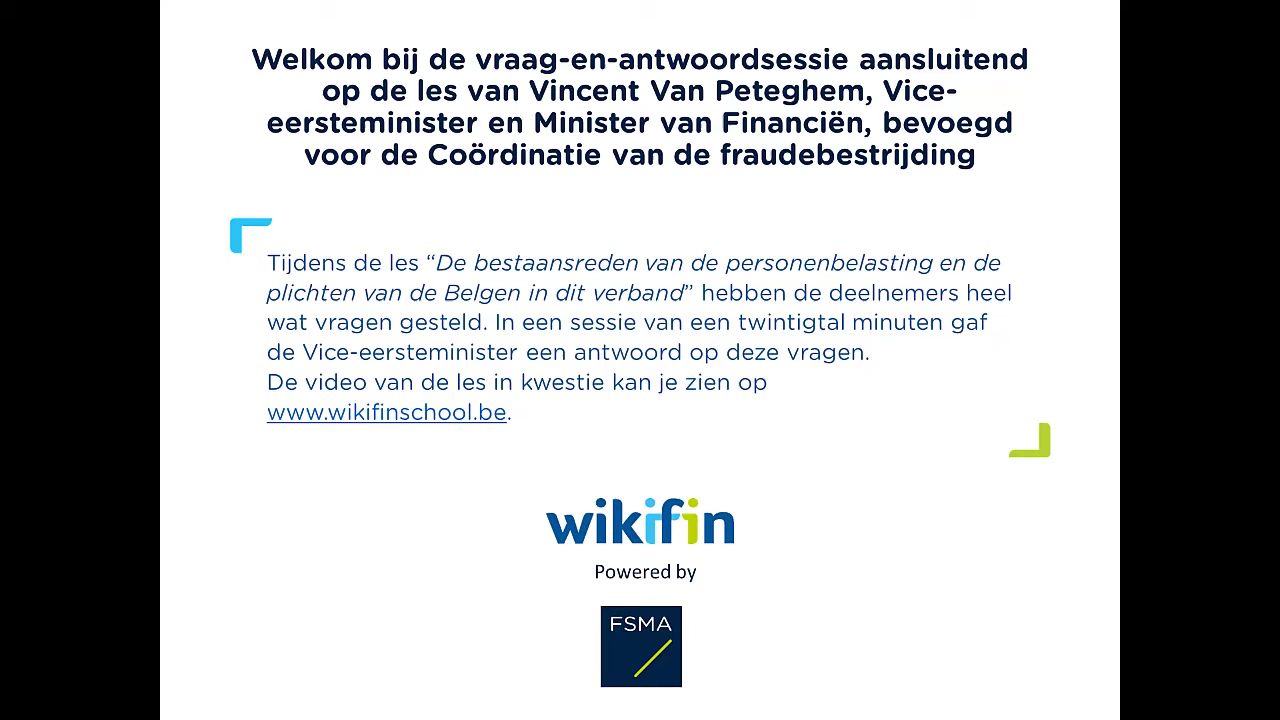 Welkom bij de vraag-en-antwoordsessie aansluitend
op de les van Vincent Van Peteghem, Vice-
eersteminister en Minister van Financiën, bevoegd
voor de Coördinatie van de fraudebestrijding
Tijdens de les “De bestaansreden van de personenbelasting en de
plichten van de Belgen in dit verband” hebben de deelnemers heel
wat vragen gesteld. In een sessie van een twintigtal minuten gaf
de Vice-eersteminister een antwoord op deze vragen.
De video van de les in kwestie kan je zien op
www.wikifinschool.be.
wikifin
Powered by
FSMA